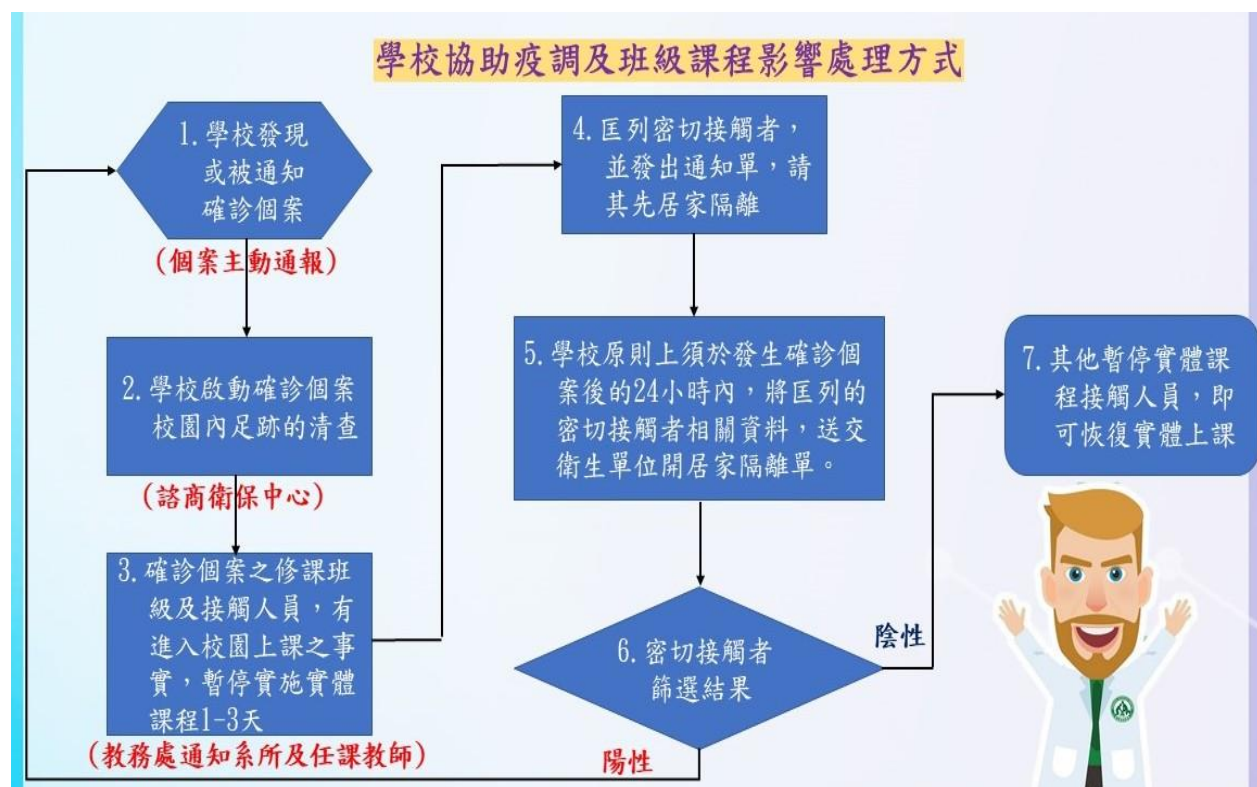 學校協助疫調及班級課程影響處理方式
1.學校發現
或被通知
確診個案
(個案主動通報)
2.學校啟動確診個案
校園內足跡的清查
(諮商衛保中心)
3.確診個案之修課班
級及接觸人員，有
進入校園上課之事
實，暫停實施實體
課程1-3天
(教務處通知系所及任課教師)
4.匡列密切接觸者，
並發出通知單，請
其先居家隔離
5.學校原則上須於發生確診個
案後的24小時內，將匡列的
密切接觸者相關資料，送交
衛生單位開居家隔離單。
6.密切接觸者
篩選結果
陰性
陽性
7.其他暫停實體課
程接觸人員，即
可恢復實體上課